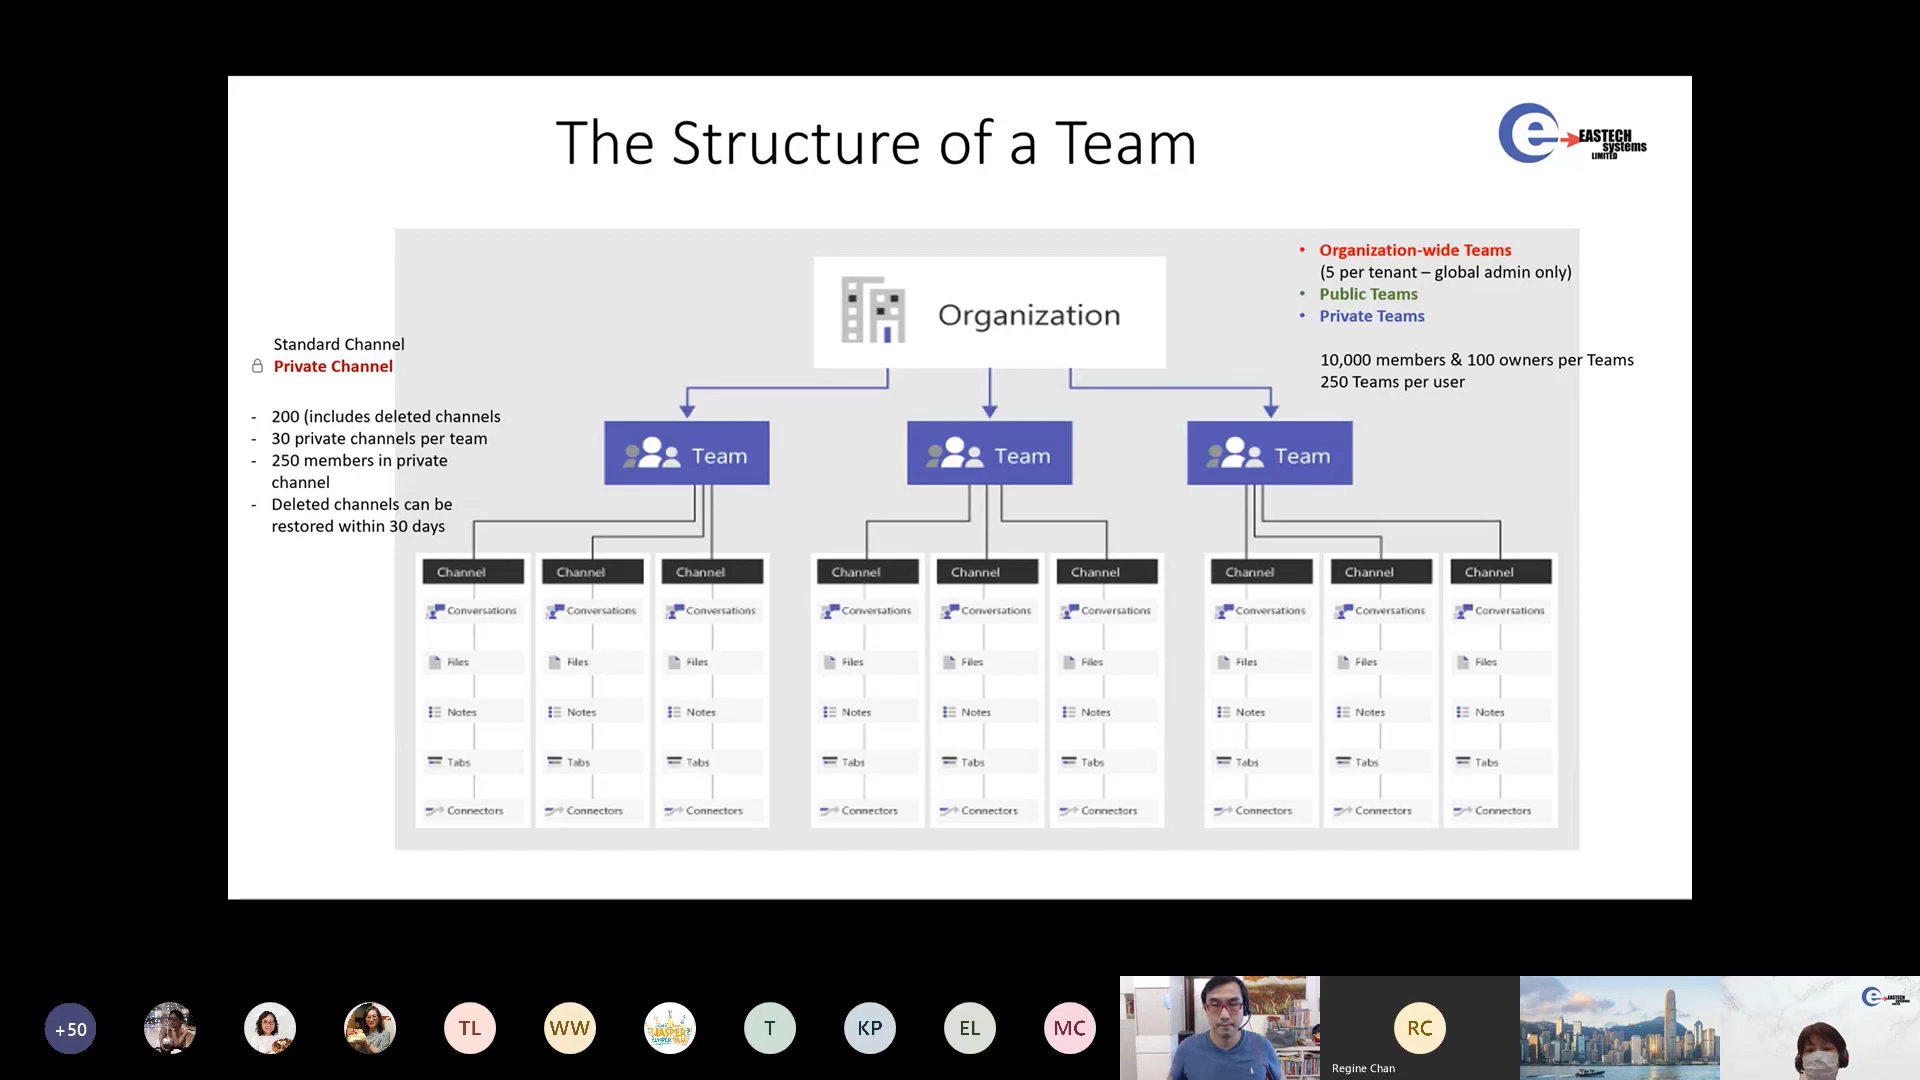 The Structure of a Team
e
EASTECH
systems
LIMITED
• Organization-wide Teams
(5 per tenant – global admin only)
• Public Teams
• Private Teams
10,000 members & 100 owners per Teams
250 Teams per user
Standard Channel
Private Channel
- 200 (includes deleted channels
- 30 private channels per team
- 250 members in private
channel
- Deleted channels can be
restored within 30 days
Organization
Team Team Team
Channel Channel Channel Channel Channel Channel Channel Channel Channel
Conversations Conversations Conversations Conversations Conversations Conversations Conversations Conversations Conversations
Files Files Files Files Files Files Files Files Files
Notes Notes Notes Notes Notes Notes Notes Notes Notes
Tabs Tabs Tabs Tabs Tabs Tabs Tabs Tabs Tabs
Connectors Connectors Connectors Connectors Connectors Connectors Connectors Connectors Connectors
+50 TL WW JASPER T KP EL MC RC
Regine Chan